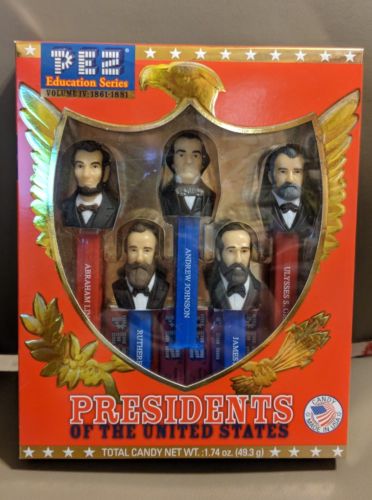 PEZ
Education Series
VOLUME IV: 1861-1881
ABRAHAM
ANDREW JOHNSON
ULYSSES S.
RUTHERF
JAMES
PEZ
PRESIDENTS
OF THE UNITED STATES
CANDY
MADE IN USA
TOTAL CANDY NET WT. :1.74 oz. (49.3 g)